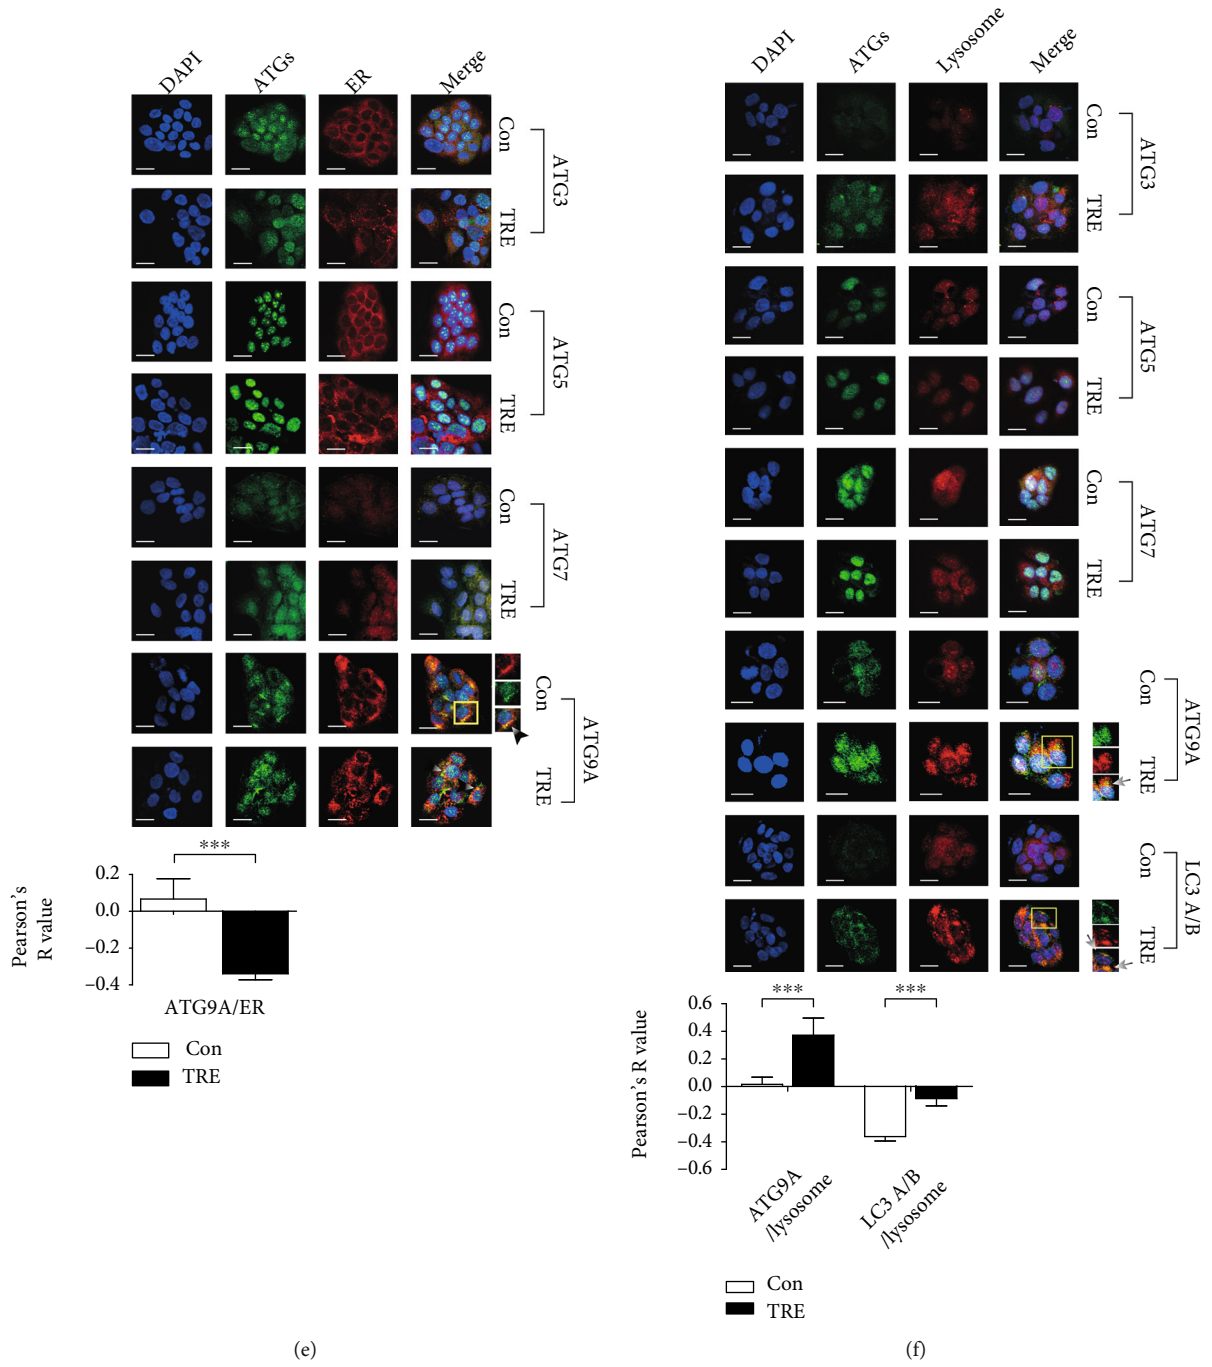 DAPI ATGs ER Merge
Con
TRE
ATG3
Con
TRE
ATG5
Con
TRE
ATG7
Con
TRE
ATG9A
***
0.2
0.0
−0.2
−0.4
Pearson's
R value
ATG9A/ER
Con
TRE
(e)
DAPI ATGs Lysosome Merge
Con
TRE
ATG3
Con
TRE
ATG5
Con
TRE
ATG7
Con
TRE
ATG9A
Con
TRE
LC3 A/B
*** ***
0.6
0.4
0.2
0.0
−0.2
−0.4
−0.6
Pearson's R value
ATG9A
/lysosome
LC3 A/B
/lysosome
Con
TRE
(f)